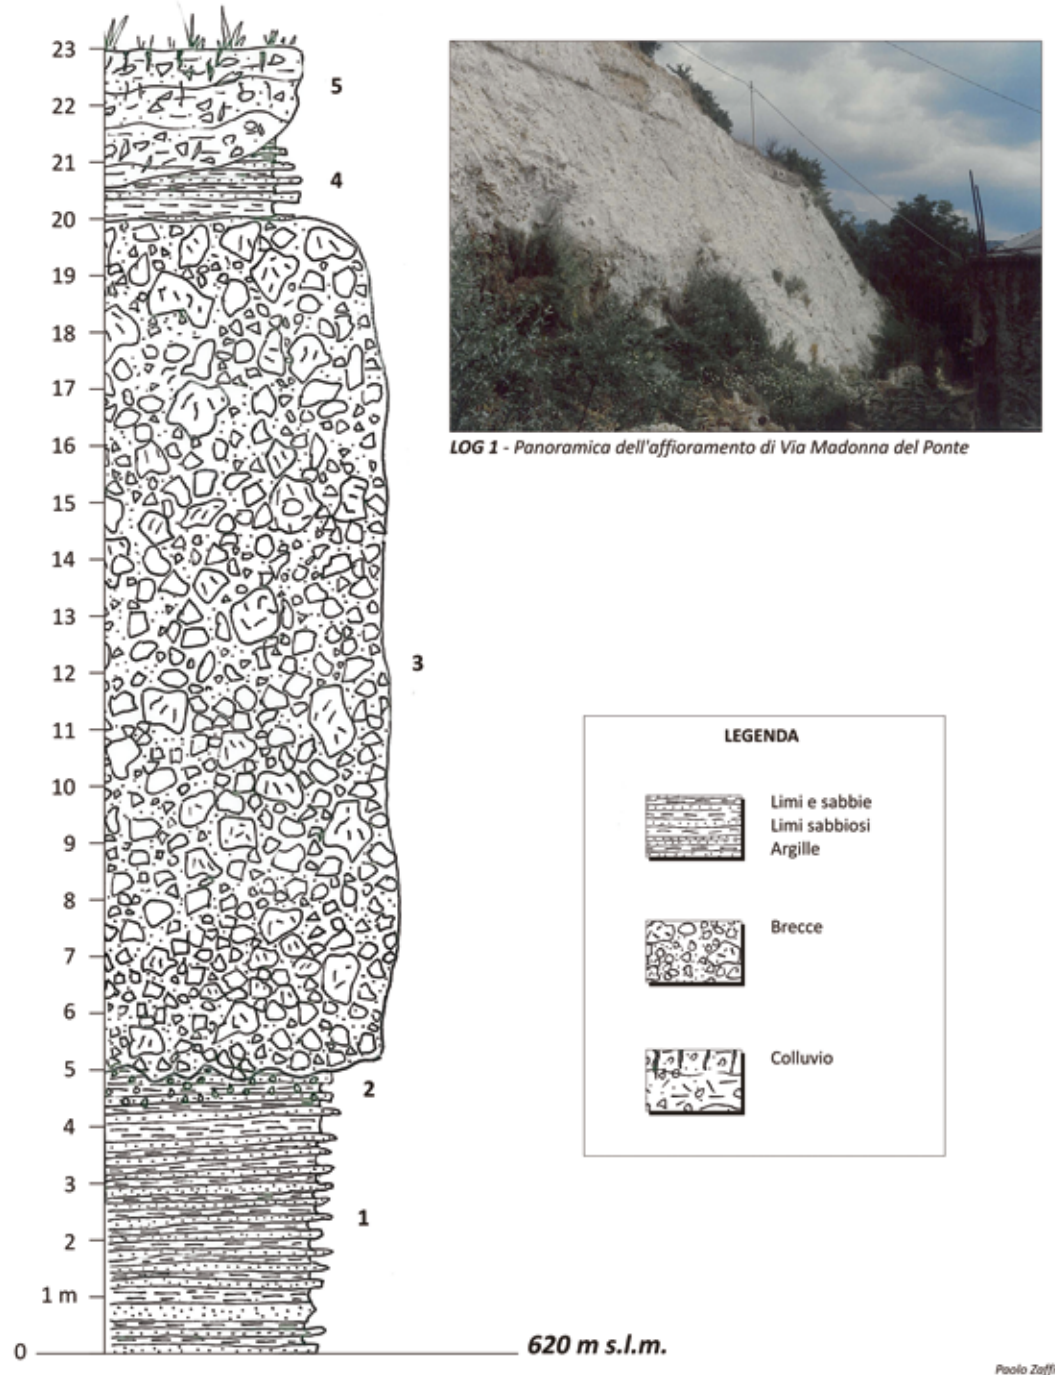 23
5
22
21
4
20
19
18
17
16
15
14
13
3
12
11
10
9
8
7
6
5
2
4
3
1
2
1 m
0
620 m s.l.m.
LOG 1 - Panoramica dell'affioramento di Via Madonna del Ponte
LEGENDA
Limi e sabbie
Limi sabbiosi
Argille
Brecce
Colluvio
Paolo Zaffi